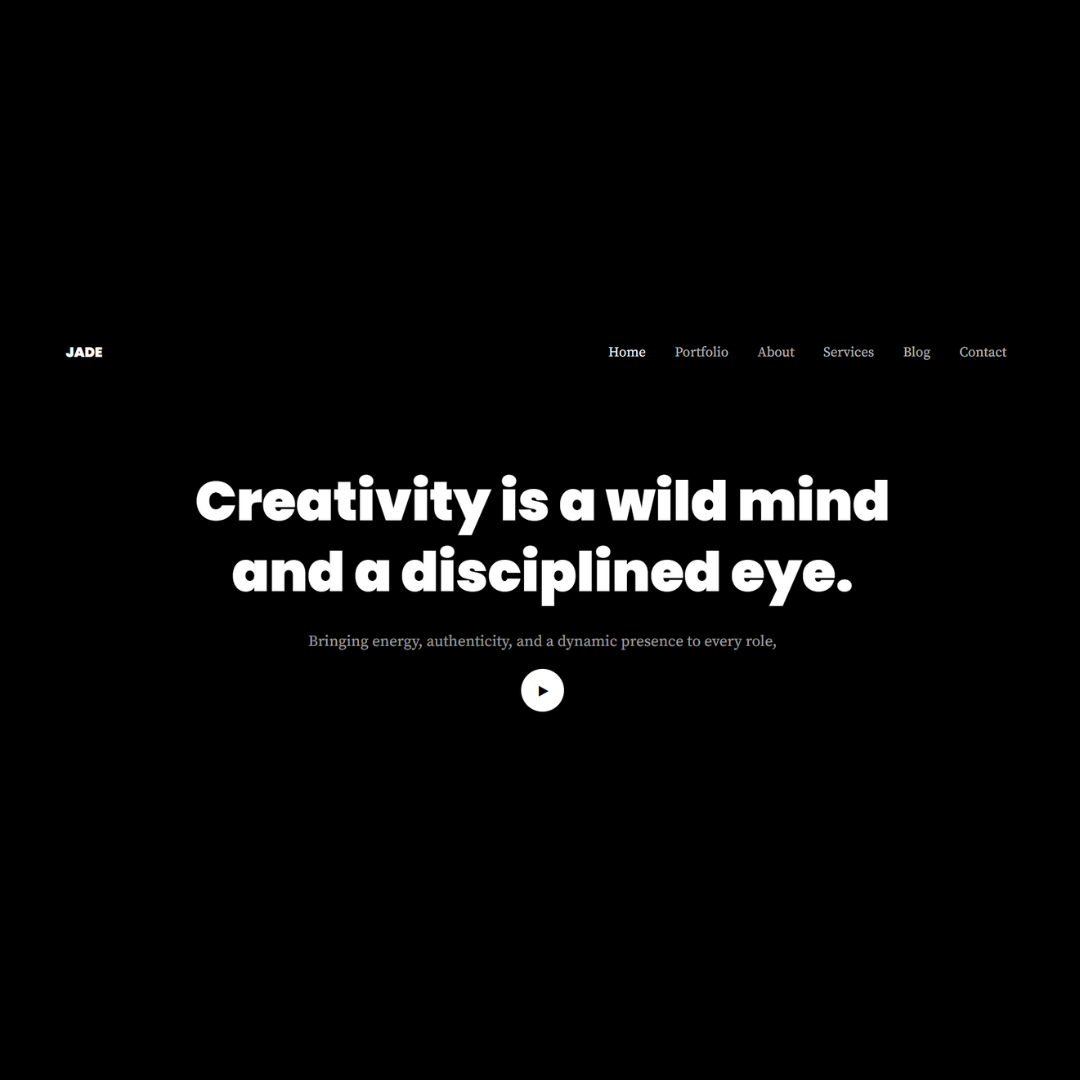 JADE
Home Portfolio About Services Blog Contact
Creativity is a wild mind
and a disciplined eye.
Bringing energy, authenticity, and a dynamic presence to every role,